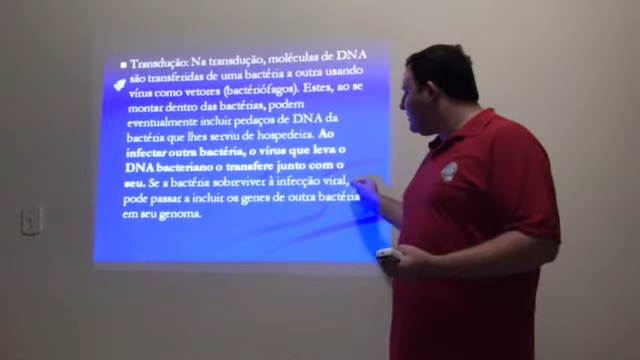 Transdução: Na transdução, moléculas de DNA
são transferidas de uma bactéria a outra usando
vírus como vetores (bactériófagos). Estes, ao se
montar dentro das bactérias, podem
eventualmente incluir pedaços de DNA da
bactéria que lhes serviu de hospedeira. Ao
infectar outra bactéria, o vírus que leva o
DNA bacteriano o transfere junto com o
seu. Se a bactéria sobreviver à infecção viral,
pode passar a incluir os genes de outra bactéria
em seu genoma.